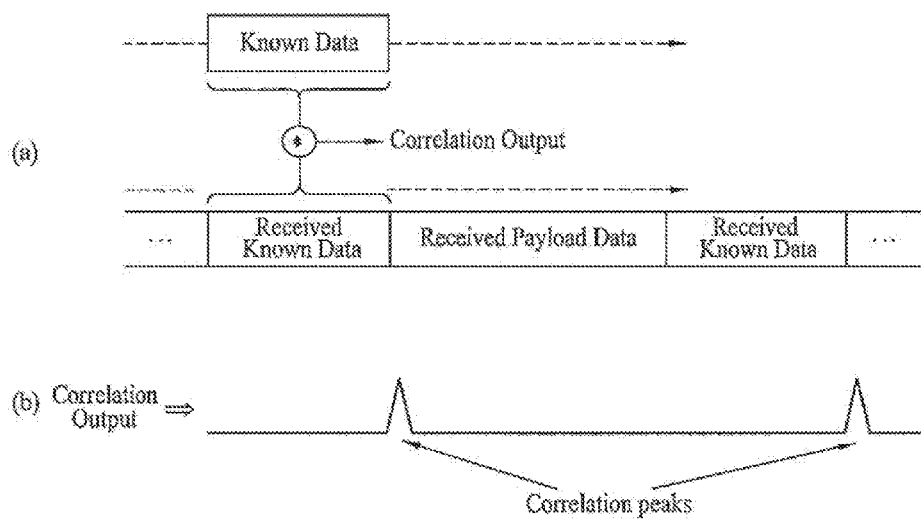 Known Data
(a)
*
Correlation Output
...
Received
Known Data
Received Payload Data
Received
Known Data
...
(b)
Correlation
Output
⇒
Correlation peaks